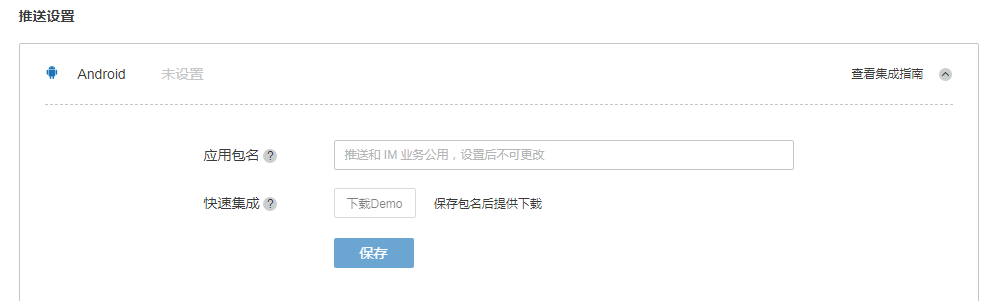 推送设置
Android 未设置 查看集成指南
应用包名 ? 推送和 IM 业务公用，设置后不可更改
快速集成 ? 下载Demo 保存包名后提供下载
保存